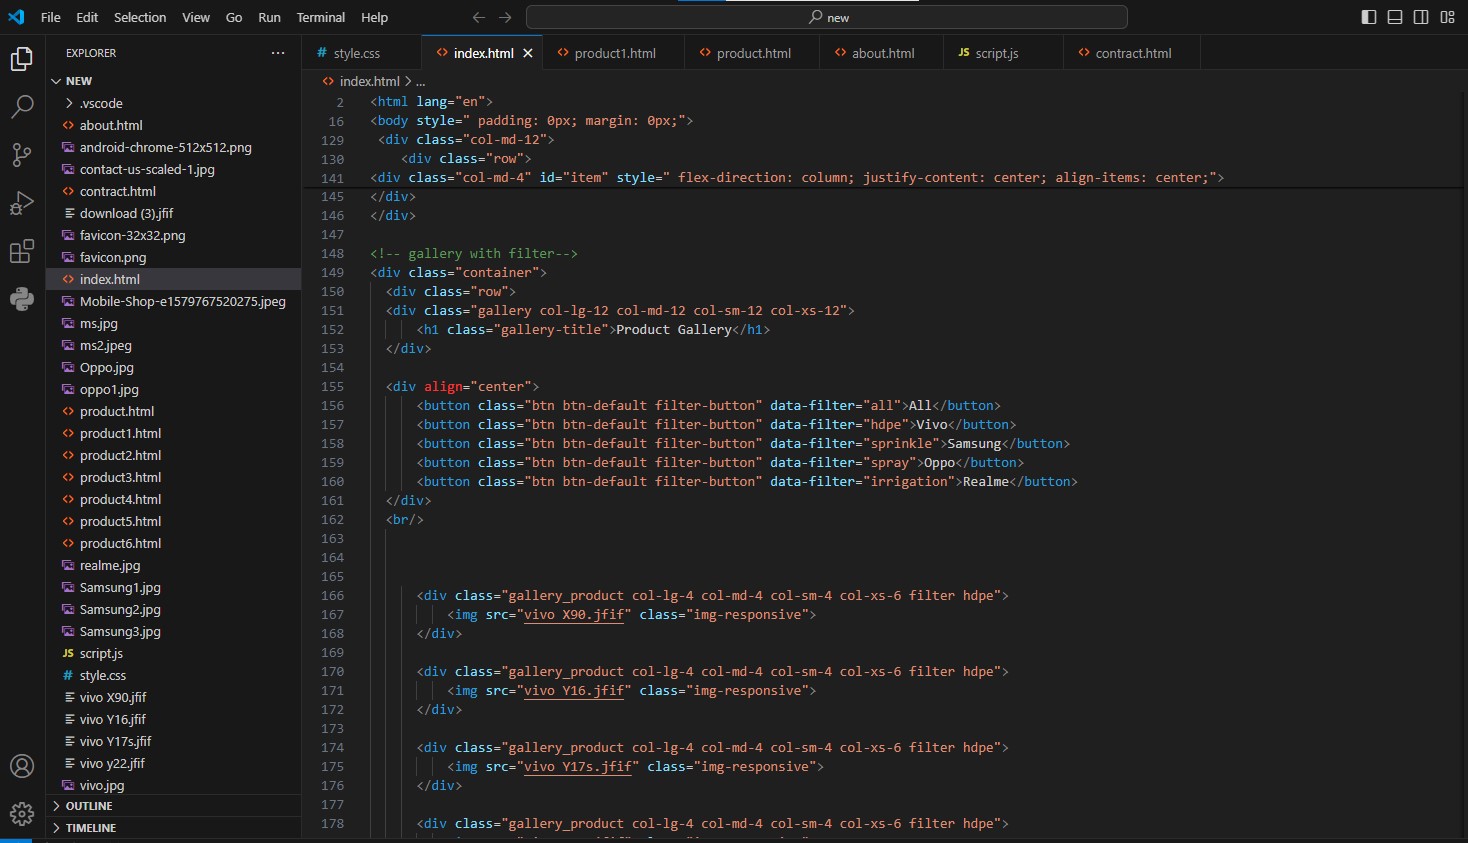 File Edit Selection View Go Run Terminal Help
new
EXPLORER
NEW
.vscode
about.html
android-chrome-512x512.png
contact-us-scaled-1.jpg
contract.html
download (3).jfif
favicon-32x32.png
favicon.png
index.html
Mobile-Shop-e1579767520275.jpeg
ms.jpg
ms2.jpeg
Oppo.jpg
oppo1.jpg
product.html
product1.html
product2.html
product3.html
product4.html
product5.html
product6.html
realme.jpg
Samsung1.jpg
Samsung2.jpg
Samsung3.jpg
JS script.js
# style.css
vivo X90.jfif
vivo Y16.jfif
vivo Y17s.jfif
vivo y22.jfif
vivo.jpg
OUTLINE
TIMELINE
# style.css <> index.html <> product1.html <> product.html <> about.html JS script.js <> contract.html
<> index.html > ...
2 <html lang="en">
16 <body style=" padding: 0px; margin: 0px;">
129 <div class="col-md-12">
130 <div class="row">
141 <div class="col-md-4" id="item" style=" flex-direction: column; justify-content: center; align-items: center;">
145 </div>
146 </div>
147
148 <!-- gallery with filter-->
149 <div class="container">
150 <div class="row">
151 <div class="gallery col-lg-12 col-md-12 col-sm-12 col-xs-12">
152 <h1 class="gallery-title">Product Gallery</h1>
153 </div>
154
155 <div align="center">
156 <button class="btn btn-default filter-button" data-filter="all">All</button>
157 <button class="btn btn-default filter-button" data-filter="hdpe">Vivo</button>
158 <button class="btn btn-default filter-button" data-filter="sprinkle">Samsung</button>
159 <button class="btn btn-default filter-button" data-filter="spray">Oppo</button>
160 <button class="btn btn-default filter-button" data-filter="irrigation">Realme</button>
161 </div>
162 <br/>
163
164
165
166 <div class="gallery_product col-lg-4 col-md-4 col-sm-4 col-xs-6 filter hdpe">
167 <img src="vivo X90.jfif" class="img-responsive">
168 </div>
169
170 <div class="gallery_product col-lg-4 col-md-4 col-sm-4 col-xs-6 filter hdpe">
171 <img src="vivo Y16.jfif" class="img-responsive">
172 </div>
173
174 <div class="gallery_product col-lg-4 col-md-4 col-sm-4 col-xs-6 filter hdpe">
175 <img src="vivo Y17s.jfif" class="img-responsive">
176 </div>
177
178 <div class="gallery_product col-lg-4 col-md-4 col-sm-4 col-xs-6 filter hdpe">